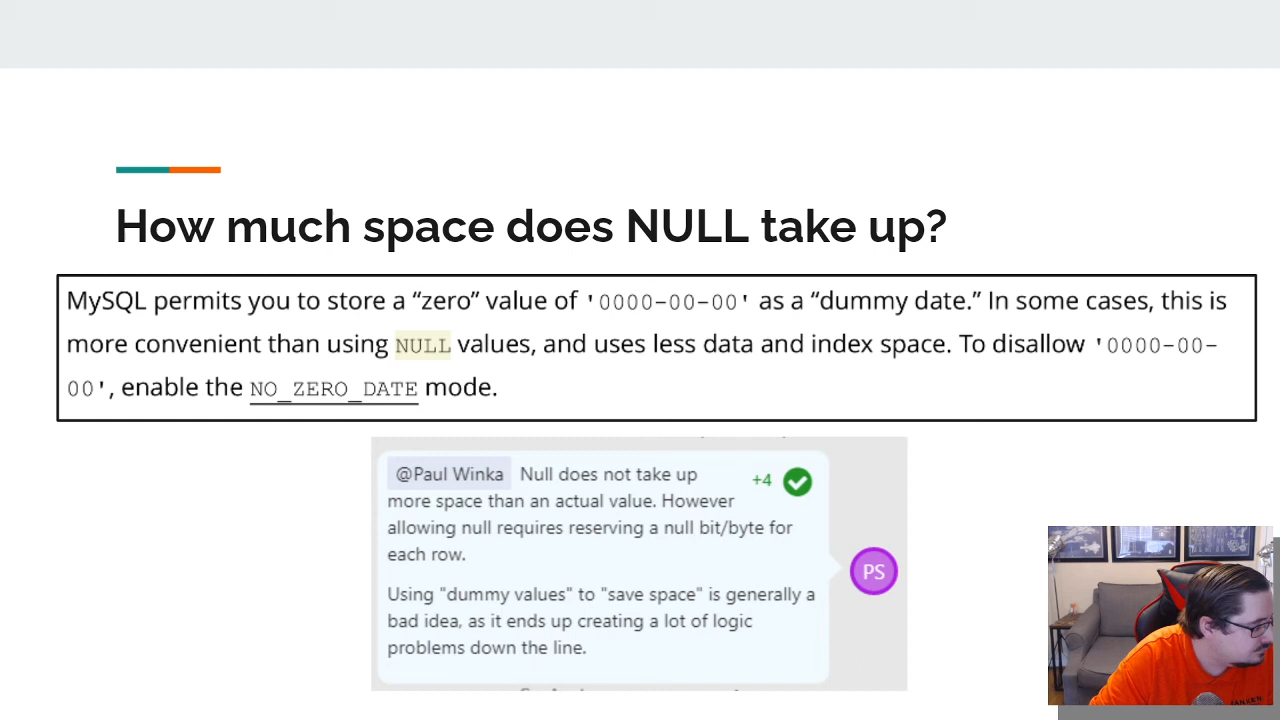 How much space does NULL take up?
MySQL permits you to store a “zero” value of '0000-00-00' as a “dummy date.” In some cases, this is
more convenient than using NULL values, and uses less data and index space. To disallow '0000-00-
00', enable the NO_ZERO_DATE mode.
@Paul Winka Null does not take up
+4
more space than an actual value. However
allowing null requires reserving a null bit/byte for
each row.
Using "dummy values" to "save space" is generally a
bad idea, as it ends up creating a lot of logic
problems down the line.
PS